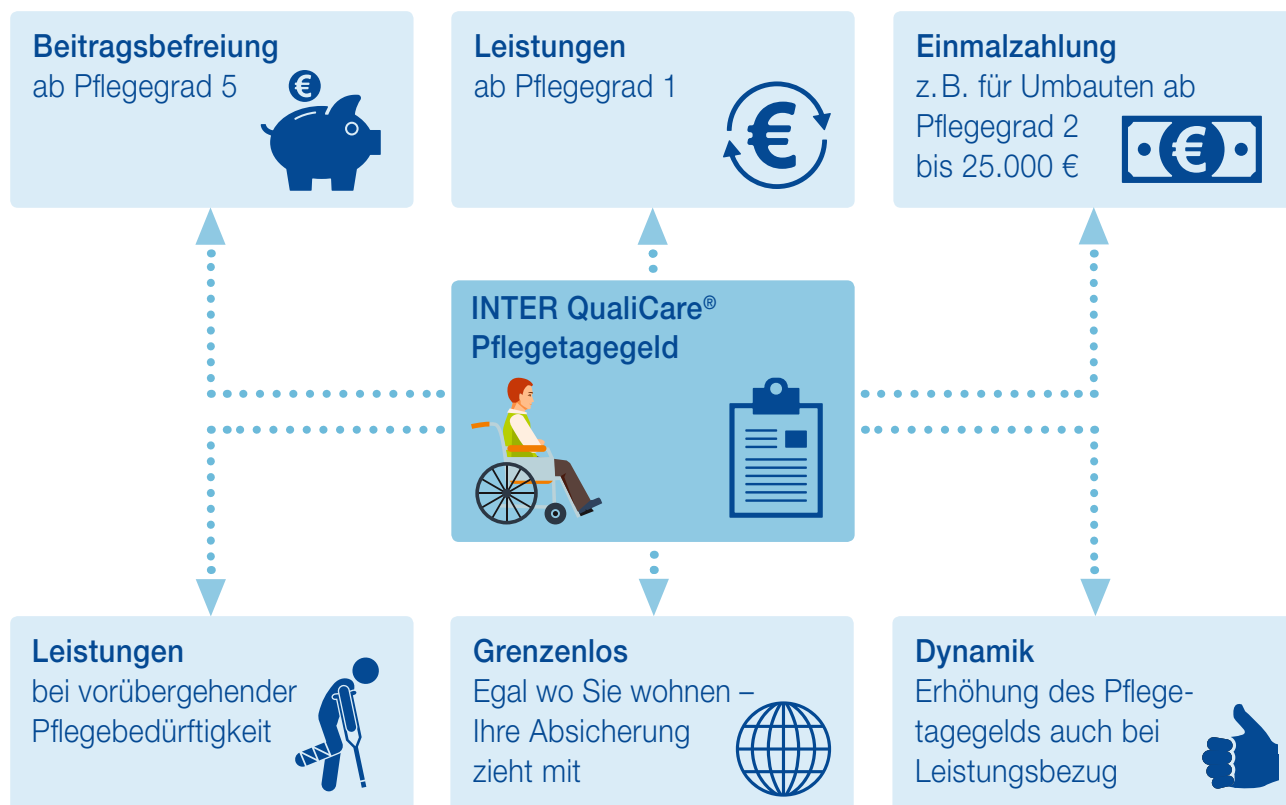 Beitragsbefreiung
ab Pflegegrad 5
€
Leistungen
ab Pflegegrad 1
€
Einmalzahlung
z. B. für Umbauten ab
Pflegegrad 2
bis 25.000 €
€
INTER QualiCare®
Pflegetagegeld
Leistungen
bei vorübergehender
Pflegebedürftigkeit
Grenzenlos
Egal wo Sie wohnen –
Ihre Absicherung
zieht mit
Dynamik
Erhöhung des Pflege-
tagegelds auch bei
Leistungsbezug